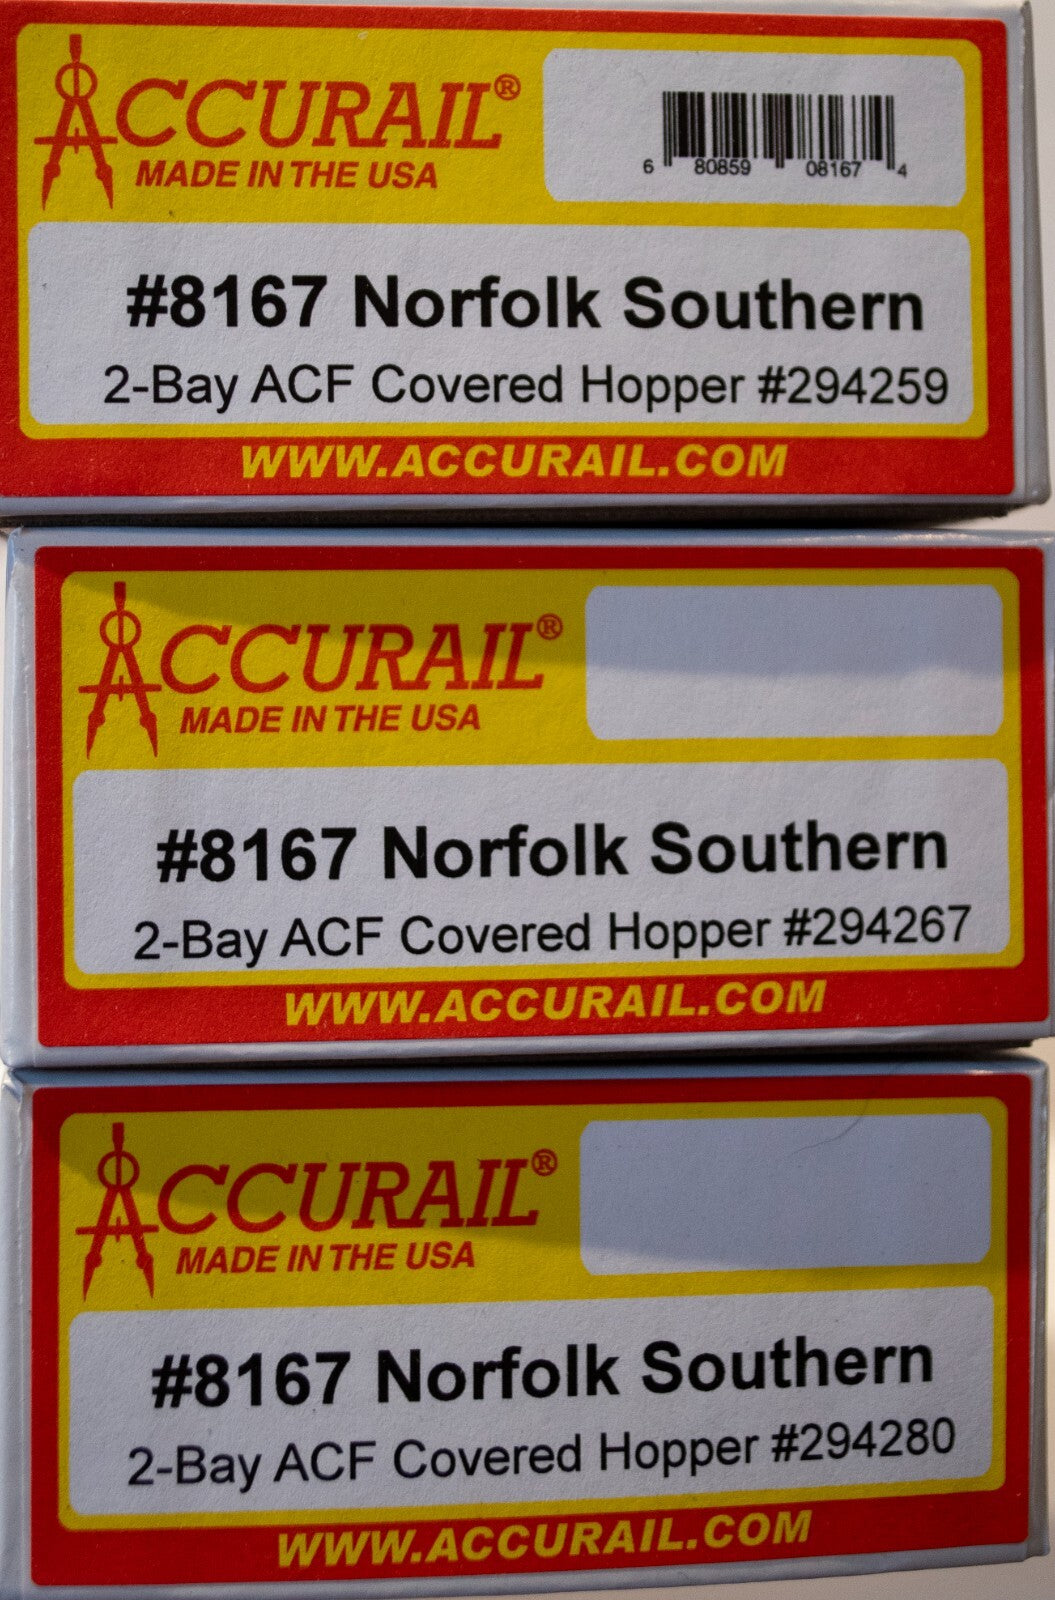 ACCURAIL®
MADE IN THE USA
6 80859 08167 4
#8167 Norfolk Southern
2-Bay ACF Covered Hopper #294259
WWW.ACCURAIL.COM
ACCURAIL®
MADE IN THE USA
#8167 Norfolk Southern
2-Bay ACF Covered Hopper #294267
WWW.ACCURAIL.COM
ACCURAIL®
MADE IN THE USA
#8167 Norfolk Southern
2-Bay ACF Covered Hopper #294280
WWW.ACCURAIL.COM